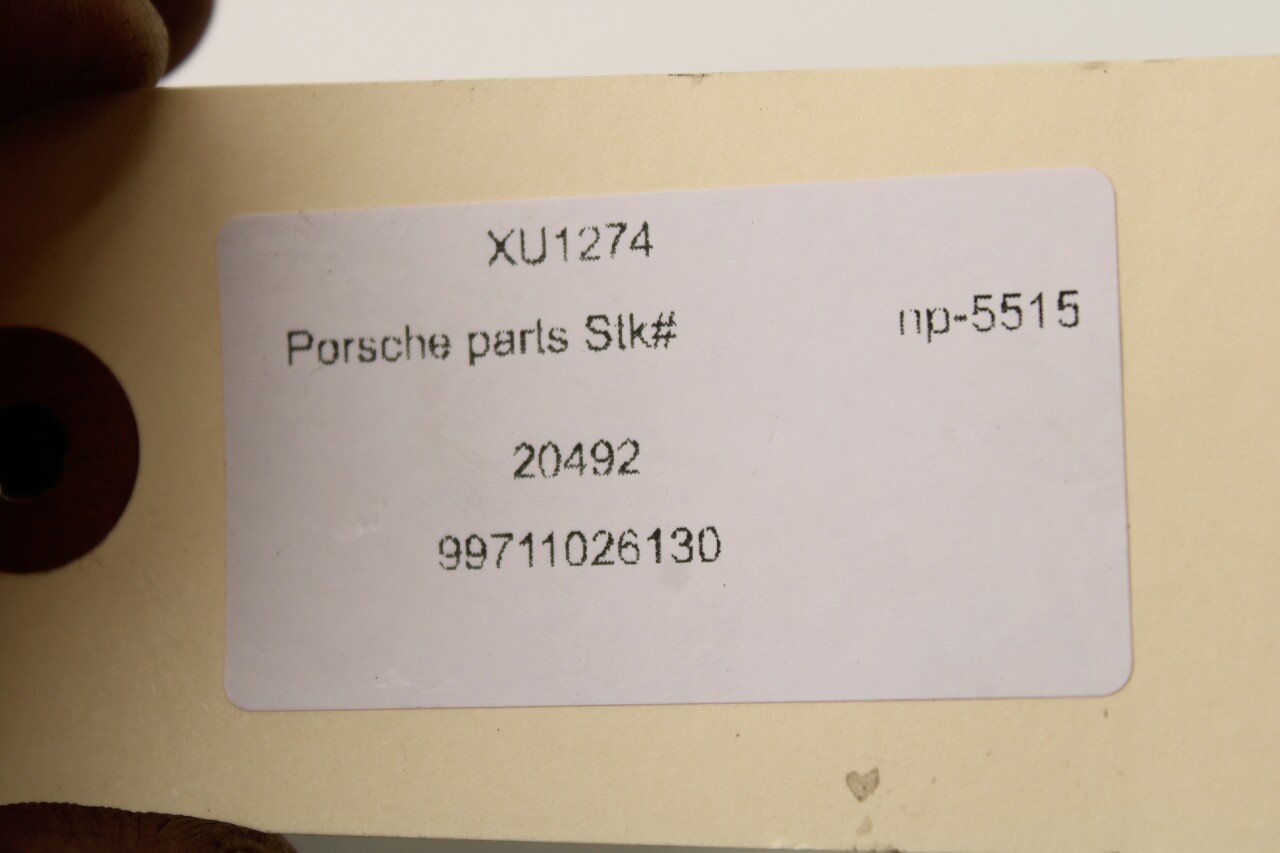 XU1274
Porsche parts Stk# np-5515
20492
99711026130